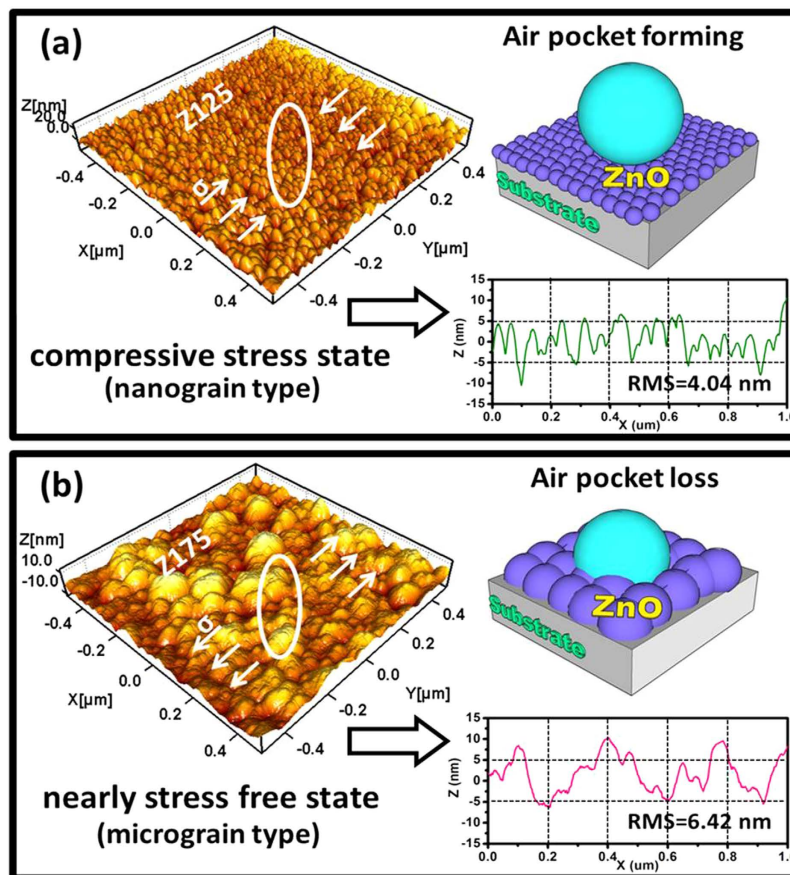 (a)
Air pocket forming
Z[nm]
20.0
0.0
Z125
σ
-0.4
-0.2
0.0
0.2
0.4
X[µm]
0.4
0.2
0.0
-0.2
-0.4
Y[µm]
ZnO
Substrate
compressive stress state
(nanograin type)
15
10
5
0
-5
-10
-15
Z (nm)
RMS=4.04 nm
0.0 0.2 0.4 0.6 0.8 1.0
X (um)
(b)
Air pocket loss
Z[nm]
10.0
-10.0
Z175
σ
-0.4
-0.2
0.0
0.2
0.4
X[µm]
0.4
0.2
0.0
-0.2
-0.4
Y[µm]
ZnO
Substrate
nearly stress free state
(micrograin type)
15
10
5
0
-5
-10
-15
Z (nm)
RMS=6.42 nm
0.0 0.2 0.4 0.6 0.8 1.0
X (um)